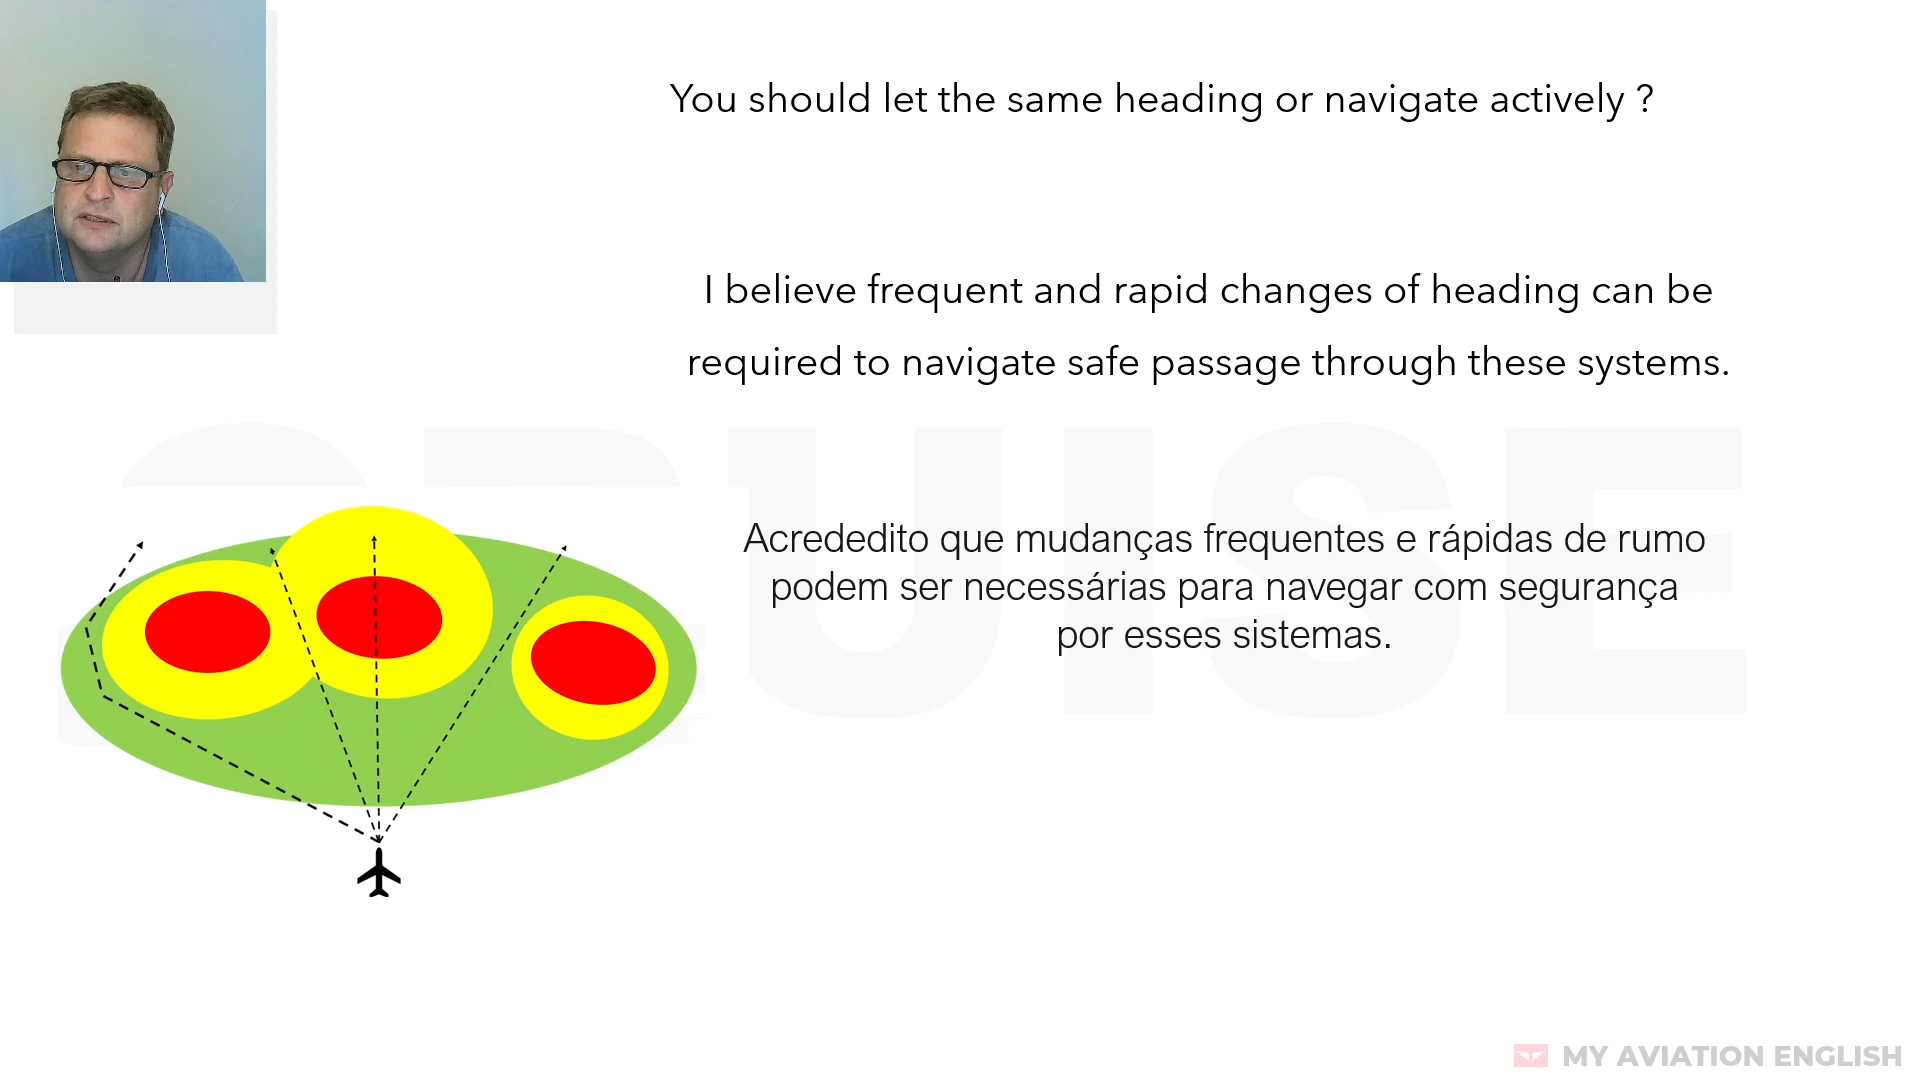 You should let the same heading or navigate actively ?
I believe frequent and rapid changes of heading can be
required to navigate safe passage through these systems.
CRUISE
Acrededito que mudanças frequentes e rápidas de rumo
podem ser necessárias para navegar com segurança
por esses sistemas.
MY AVIATION ENGLISH